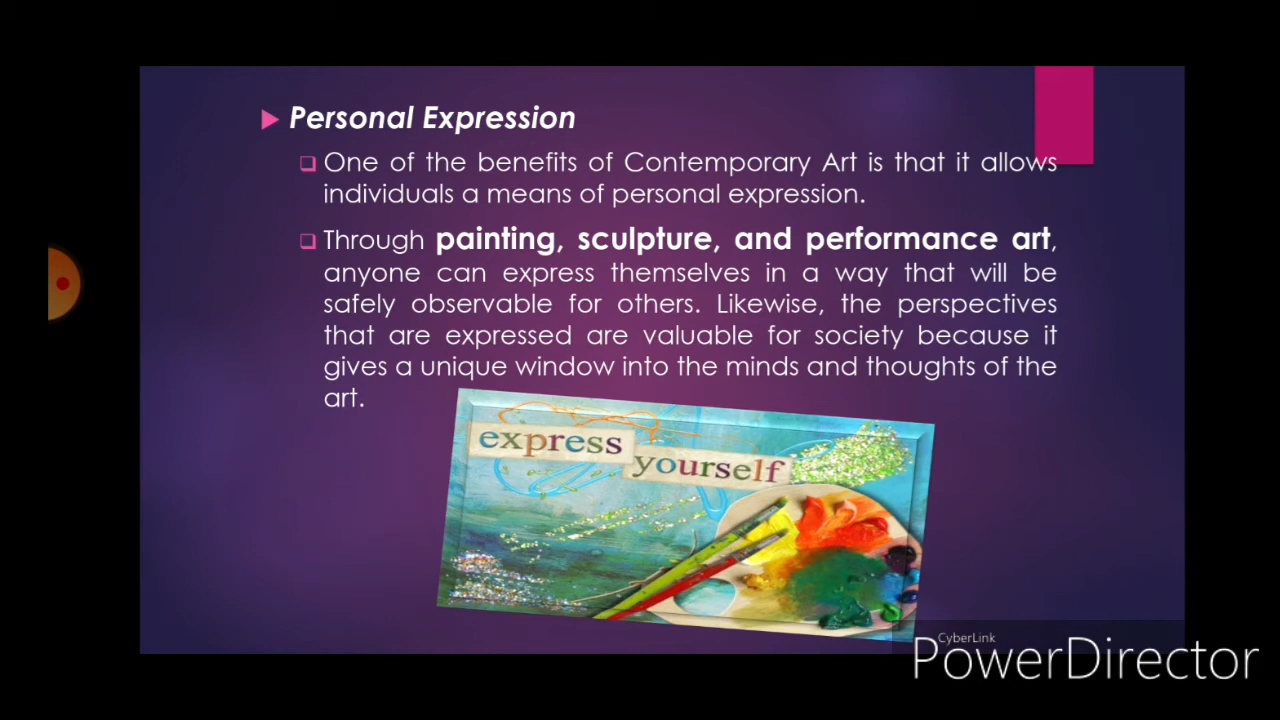 Personal Expression
One of the benefits of Contemporary Art is that it allows
individuals a means of personal expression.
Through painting, sculpture, and performance art,
anyone can express themselves in a way that will be
safely observable for others. Likewise, the perspectives
that are expressed are valuable for society because it
gives a unique window into the minds and thoughts of the
art.
express
yourself
CyberLink
PowerDirector